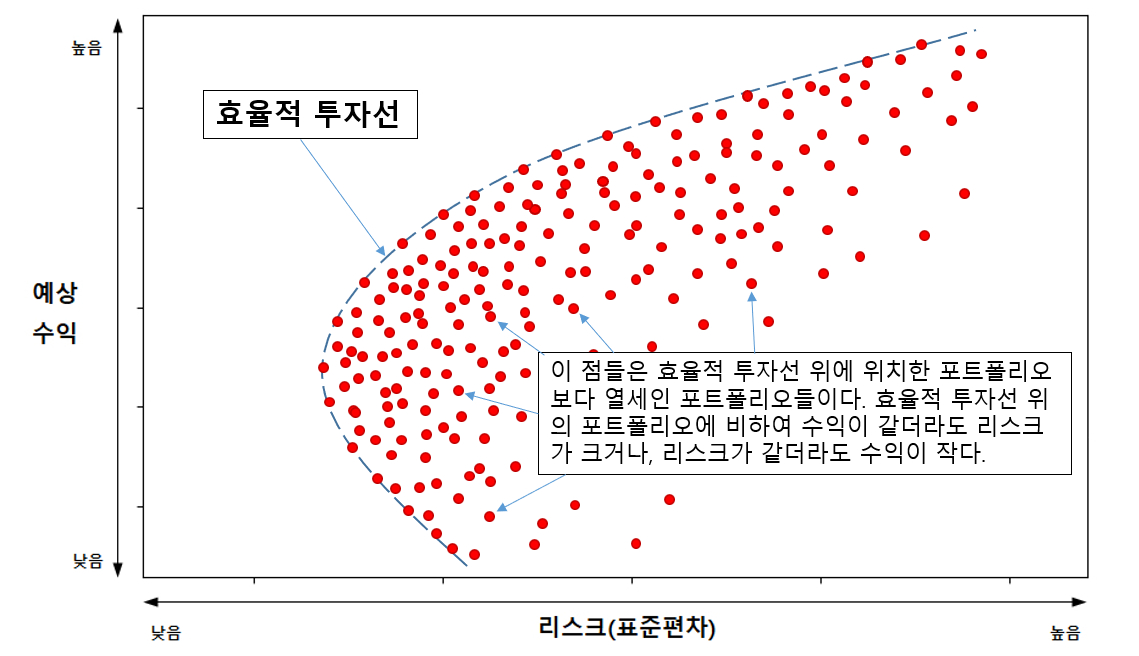 높음
효율적 투자선
예상
수익
이 점들은 효율적 투자선 위에 위치한 포트폴리오
보다 열세인 포트폴리오들이다. 효율적 투자선 위
의 포트폴리오에 비하여 수익이 같더라도 리스크
가 크거나, 리스크가 같더라도 수익이 작다.
낮음
낮음
리스크(표준편차)
높음